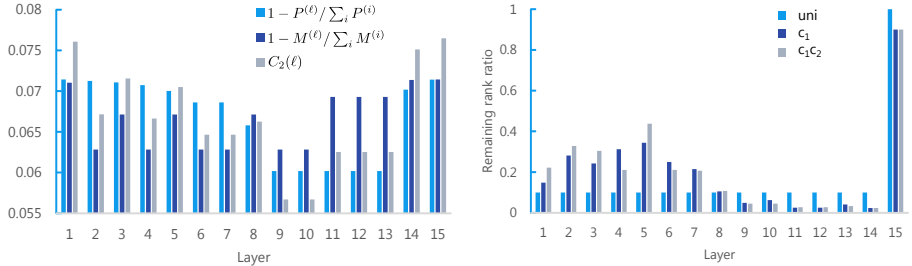 0.08
0.075
0.07
0.065
0.06
0.055
1 − P^(ℓ)/∑_i P^(i)
1 − M^(ℓ)/∑_i M^(i)
C_2(ℓ)
1 2 3 4 5 6 7 8 9 10 11 12 13 14 15
Layer
Remaining rank ratio
1
0.8
0.6
0.4
0.2
0
uni
c_1
c_1c_2
1 2 3 4 5 6 7 8 9 10 11 12 13 14 15
Layer